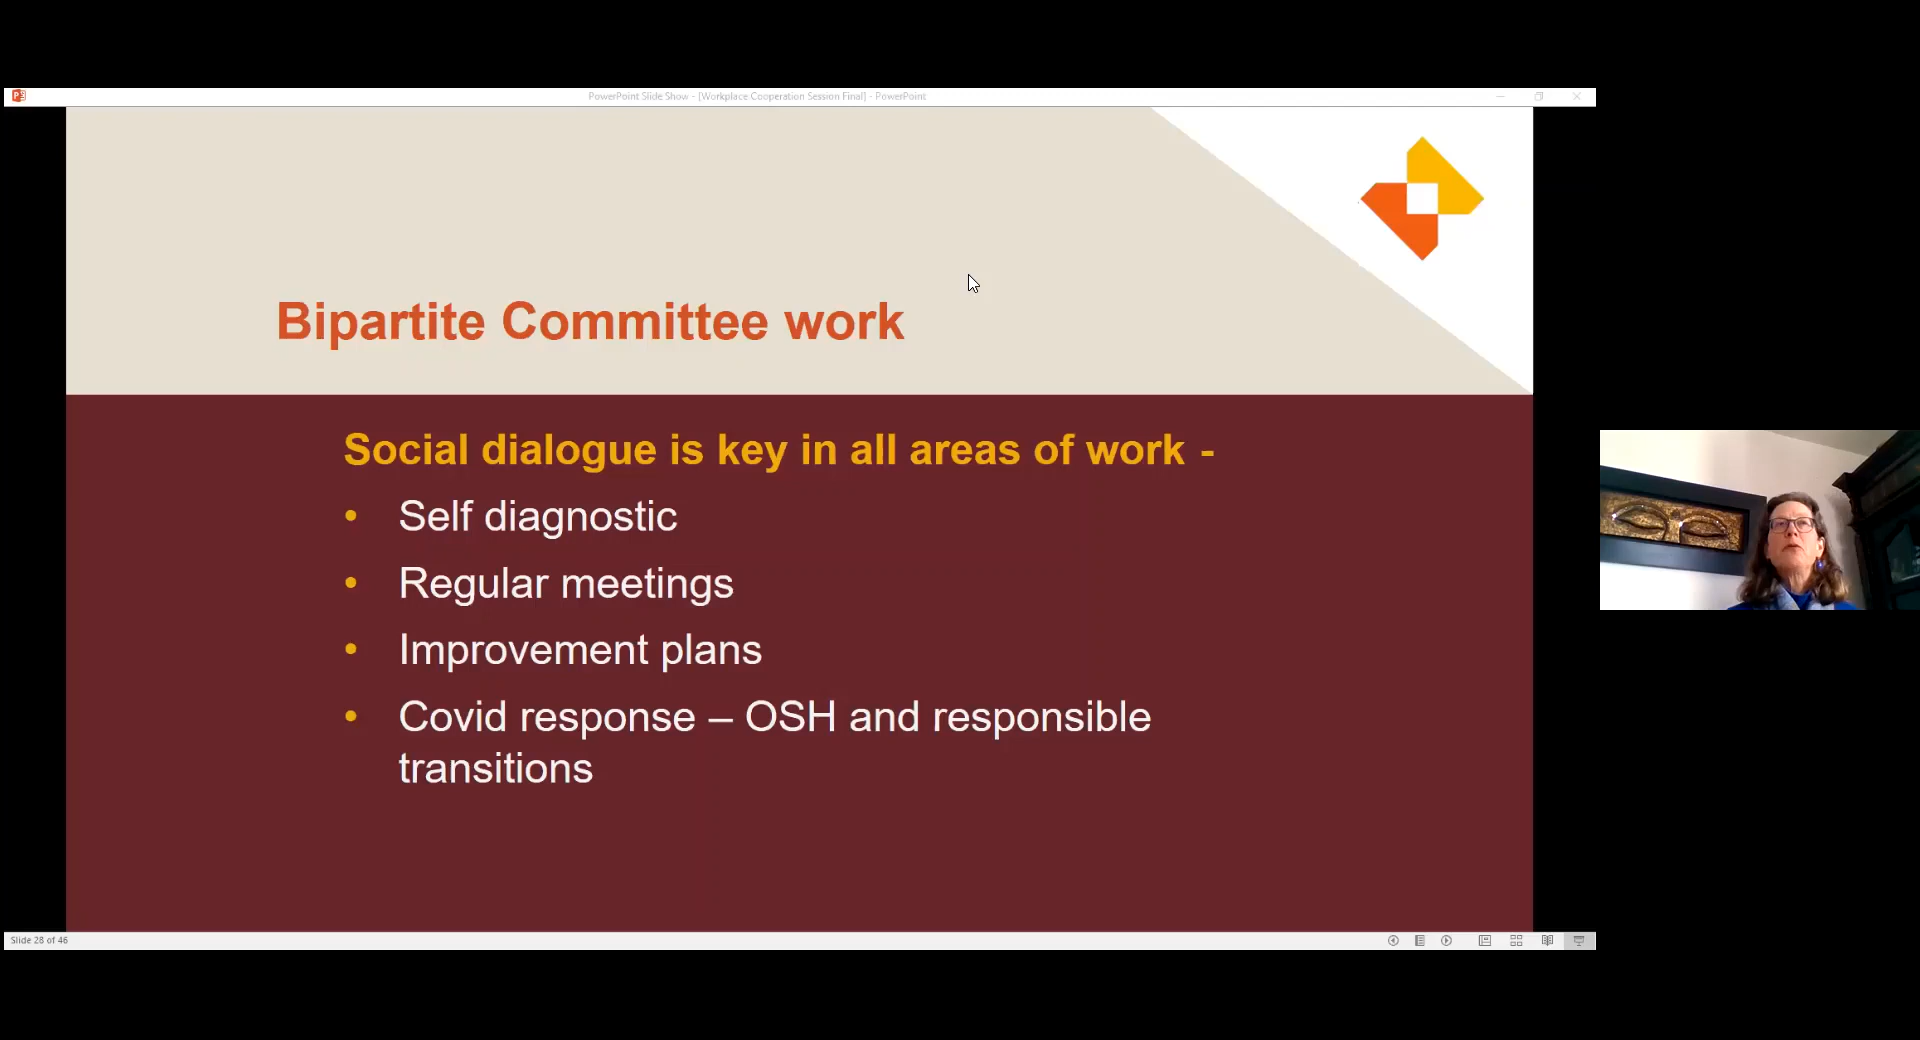 PowerPoint Slide Show - [Workplace Cooperation Session Final] - PowerPoint
Bipartite Committee work
Social dialogue is key in all areas of work -
• Self diagnostic
• Regular meetings
• Improvement plans
• Covid response – OSH and responsible
transitions
Slide 28 of 46